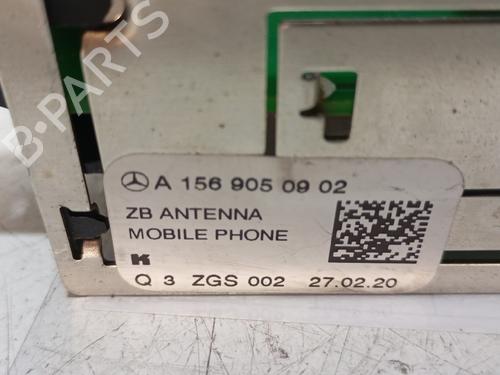 B-PARTS
A 156 905 09 02
ZB ANTENNA
MOBILE PHONE
K
Q 3 ZGS 002 27.02.20